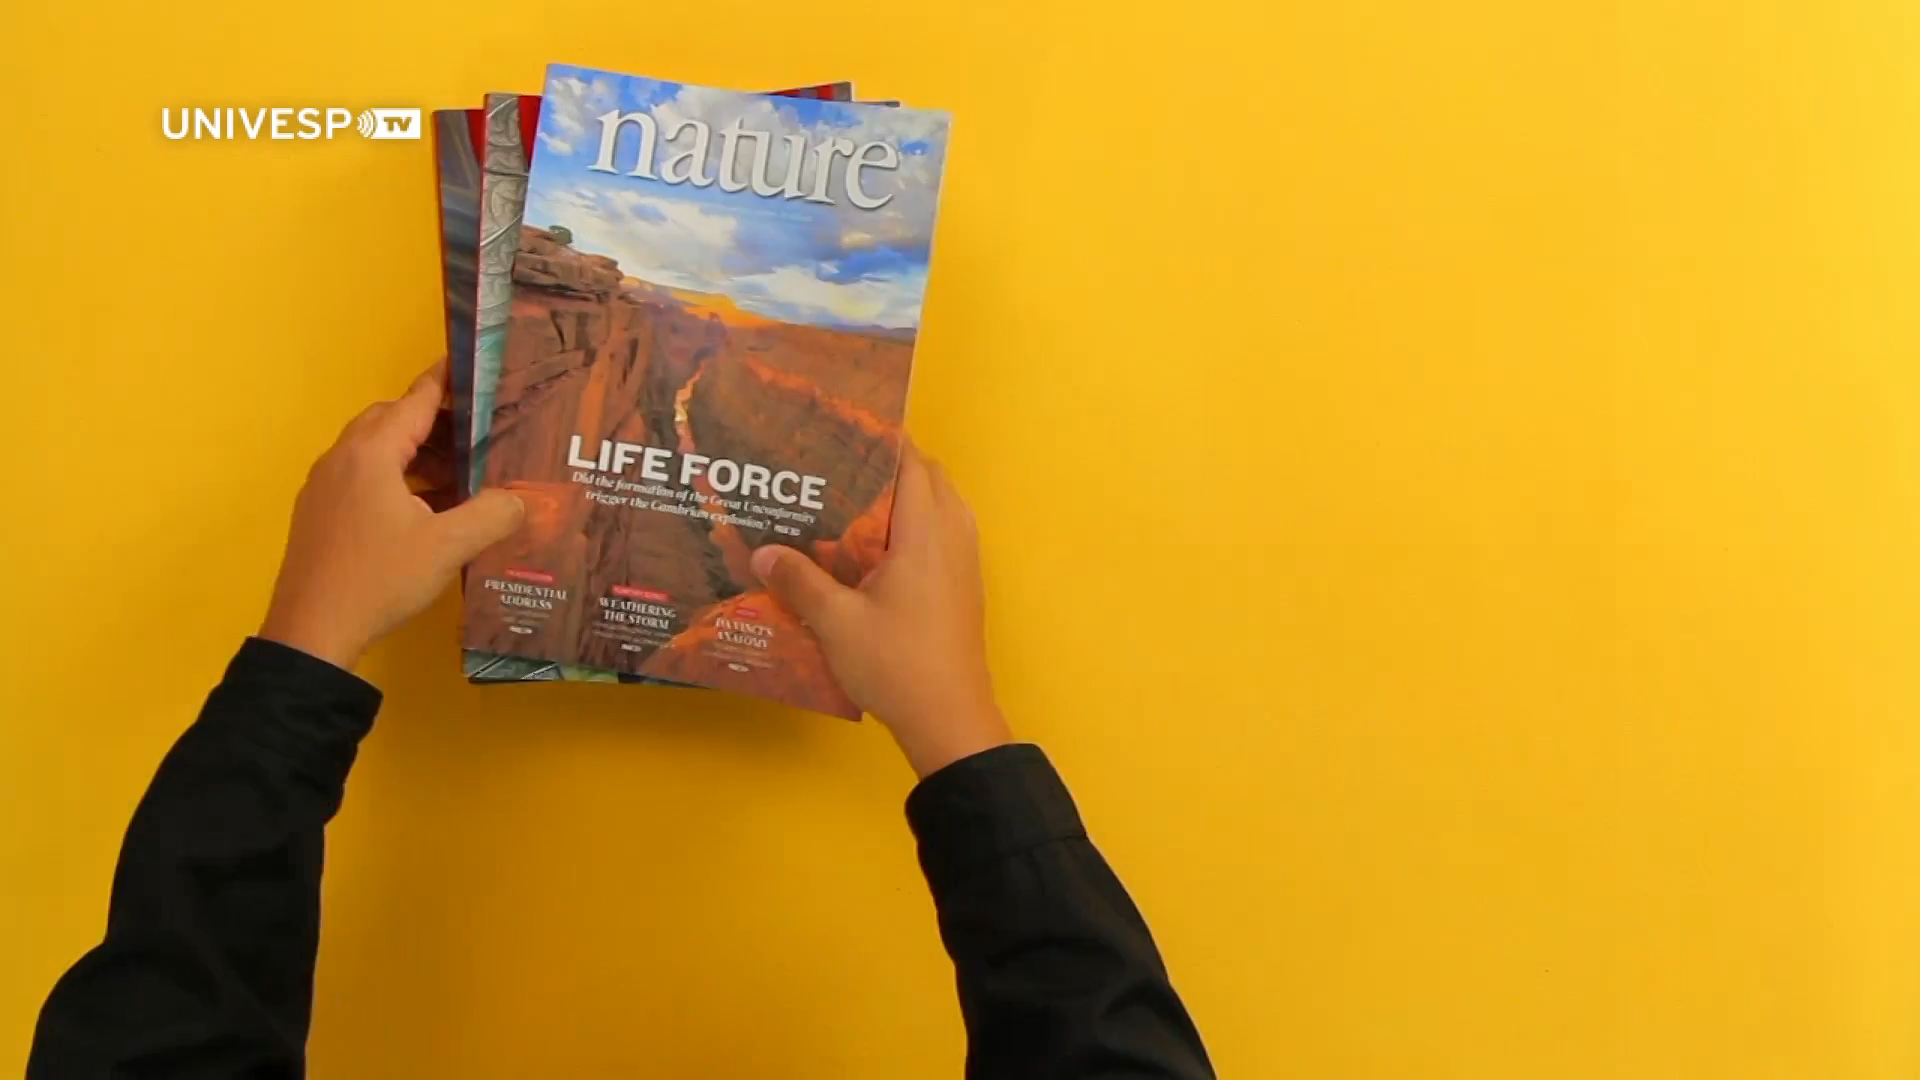 UNIVESP TV
nature
LIFE FORCE
Did the formation of the Great Unconformity
trigger the Cambrian explosion?
PRESIDENTIAL
ADDRESS
WEATHERING
THE STORM
DA VINCI'S
ANATOMY